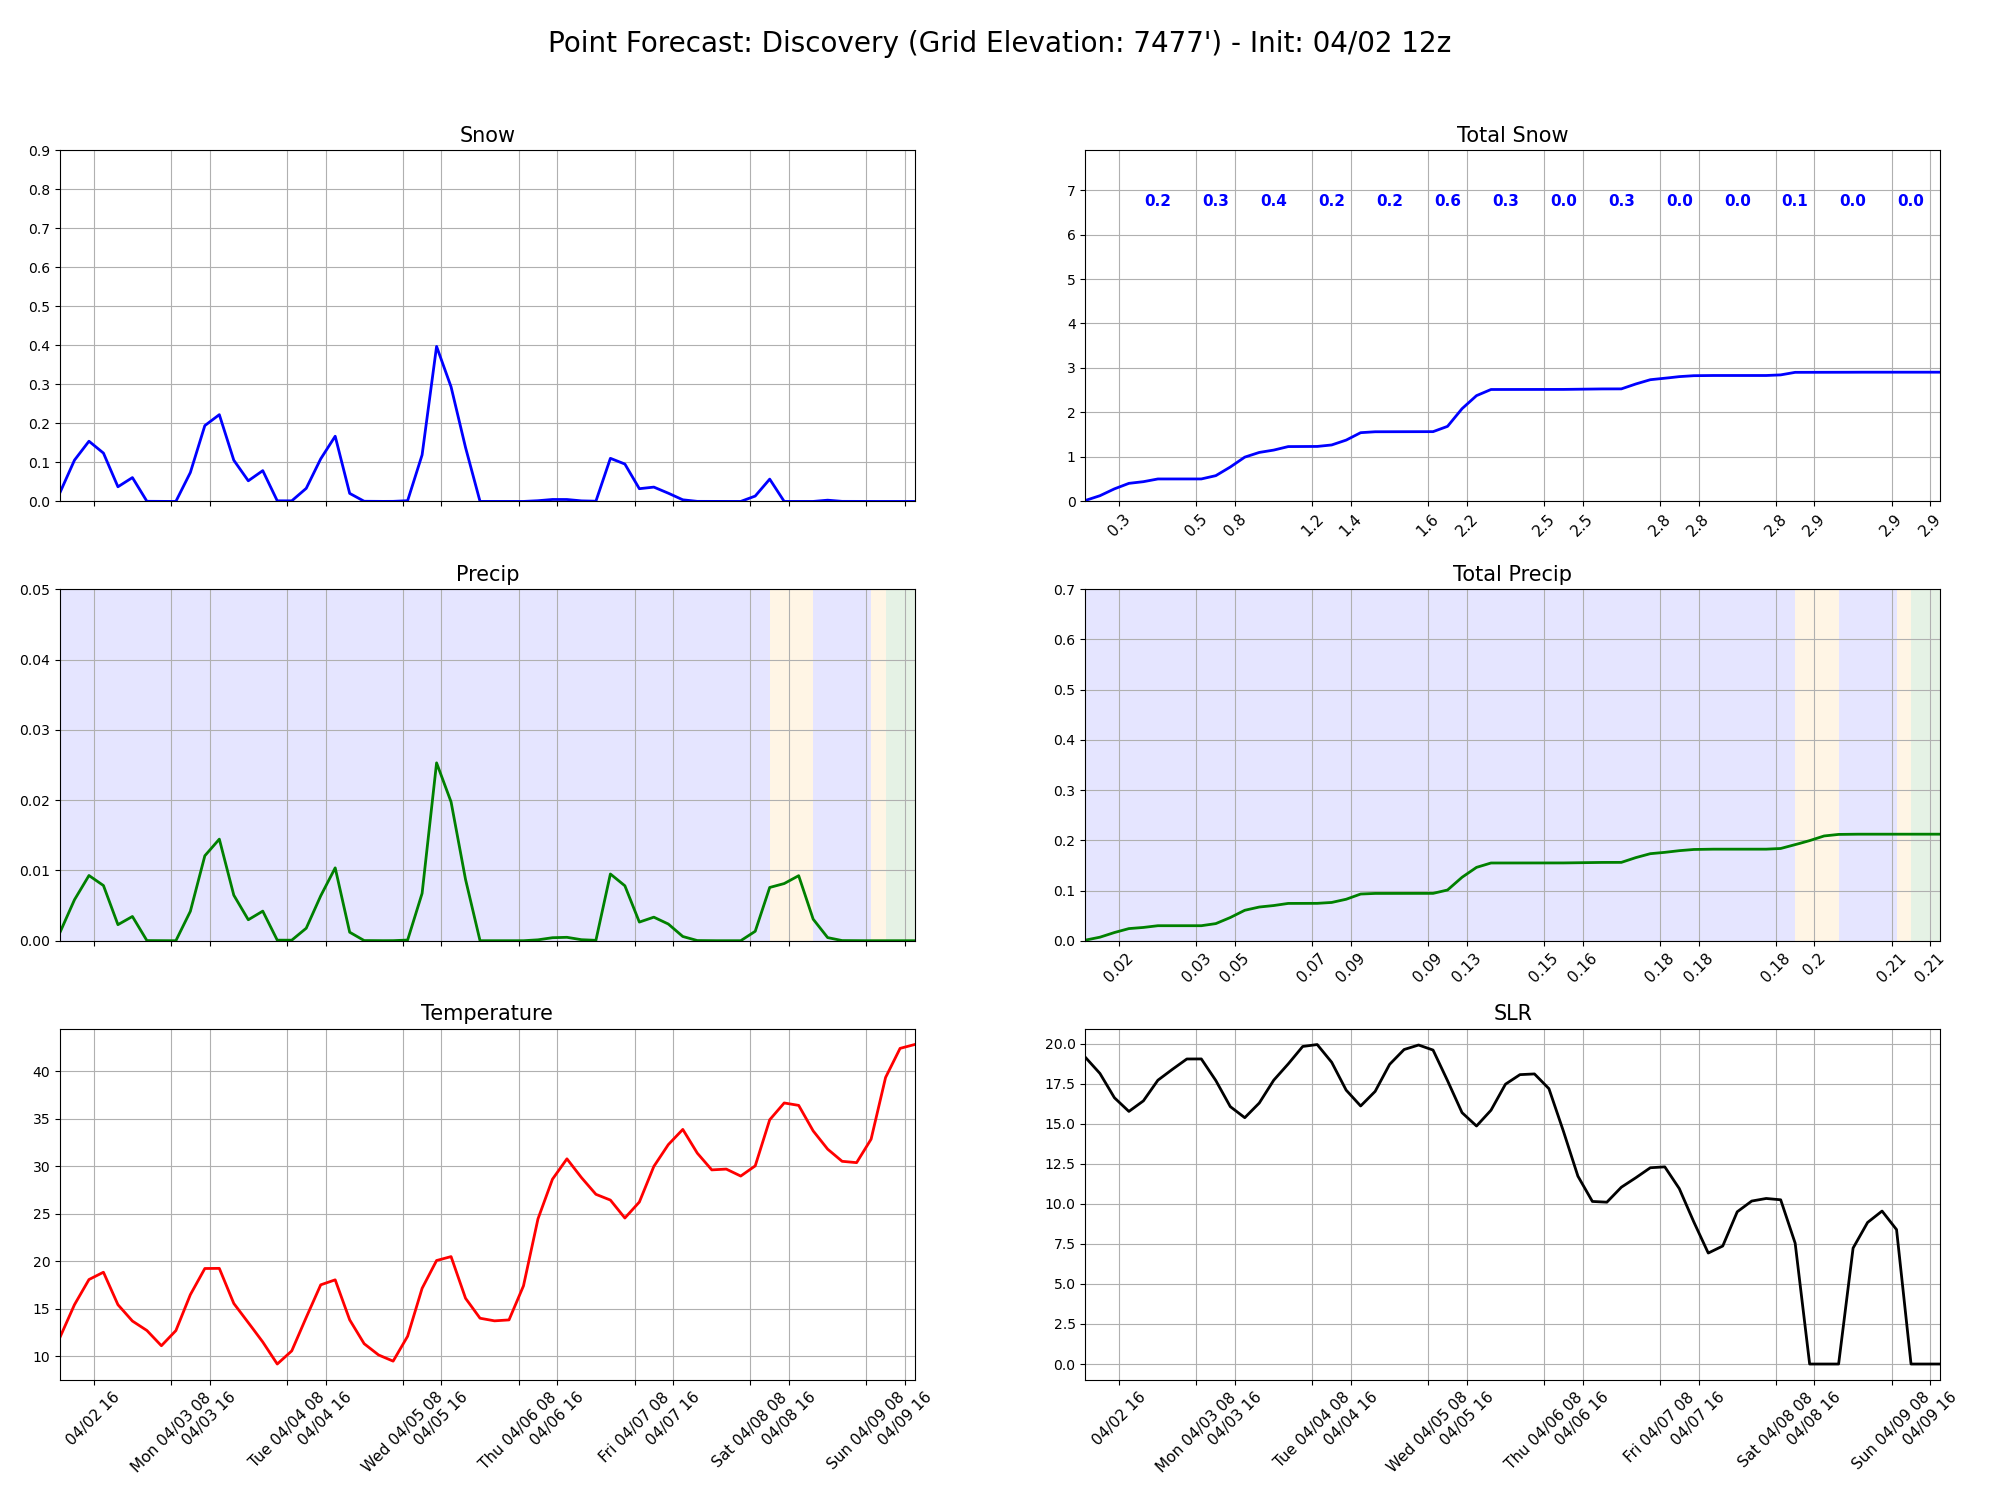 Point Forecast: Discovery (Grid Elevation: 7477') - Init: 04/02 12z
Snow
0.9
0.8
0.7
0.6
0.5
0.4
0.3
0.2
0.1
0.0
Total Snow
7
6
5
4
3
2
1
0
0.2 0.3 0.4 0.2 0.2 0.6 0.3 0.0 0.3 0.0 0.0 0.1 0.0 0.0
0.3 0.5 0.8 1.2 1.4 1.6 2.2 2.5 2.5 2.8 2.8 2.8 2.9 2.9 2.9
Precip
0.05
0.04
0.03
0.02
0.01
0.00
Total Precip
0.7
0.6
0.5
0.4
0.3
0.2
0.1
0.0
0.02 0.03 0.05 0.07 0.09 0.09 0.13 0.15 0.16 0.18 0.18 0.18 0.2 0.21 0.21
Temperature
40
35
30
25
20
15
10
04/02 16
Mon 04/03 08
04/03 16
Tue 04/04 08
04/04 16
Wed 04/05 08
04/05 16
Thu 04/06 08
04/06 16
Fri 04/07 08
04/07 16
Sat 04/08 08
04/08 16
Sun 04/09 08
04/09 16
SLR
20.0
17.5
15.0
12.5
10.0
7.5
5.0
2.5
0.0
04/02 16
Mon 04/03 08
04/03 16
Tue 04/04 08
04/04 16
Wed 04/05 08
04/05 16
Thu 04/06 08
04/06 16
Fri 04/07 08
04/07 16
Sat 04/08 08
04/08 16
Sun 04/09 08
04/09 16